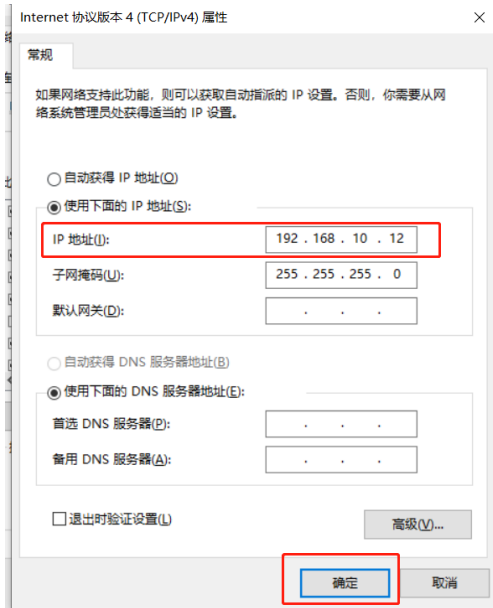 Internet 协议版本 4 (TCP/IPv4) 属性
常规
如果网络支持此功能，则可以获取自动指派的 IP 设置。否则，你需要从网
络系统管理员处获得适当的 IP 设置。
自动获得 IP 地址(O)
使用下面的 IP 地址(S):
IP 地址(I): 192 . 168 . 10 . 12
子网掩码(U): 255 . 255 . 255 . 0
默认网关(D): . . .
自动获得 DNS 服务器地址(B)
使用下面的 DNS 服务器地址(E):
首选 DNS 服务器(P): . . .
备用 DNS 服务器(A): . . .
退出时验证设置(L)
高级(V)...
确定 取消